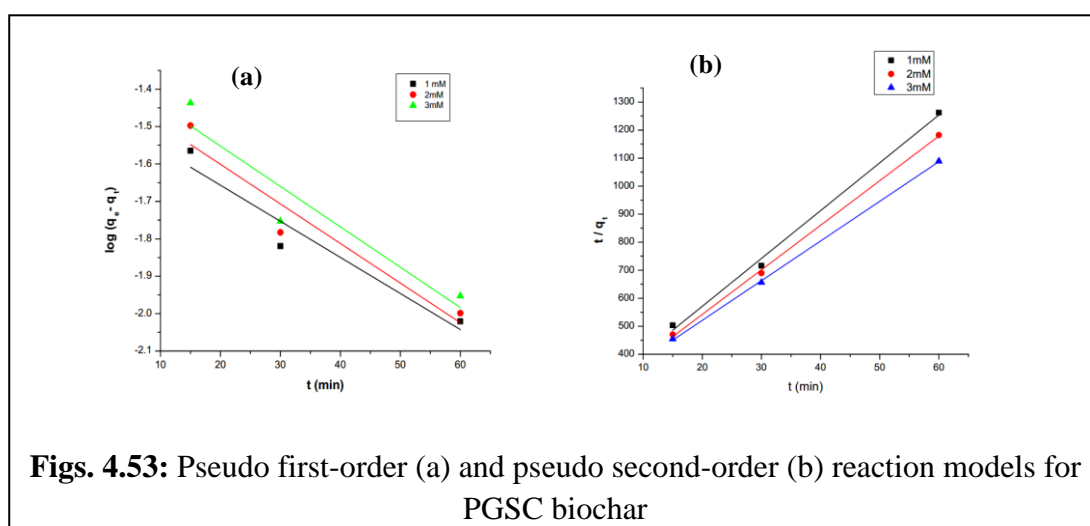 (a)
1 mM
2mM
3mM
-1.4
-1.5
-1.6
-1.7
-1.8
-1.9
-2.0
-2.1
log (qe- qt)
10 20 30 40 50 60
t (min)
(b)
1mM
2mM
3mM
1300
1200
1100
1000
900
800
700
600
500
400
t / qt
10 20 30 40 50 60
t (min)
Figs. 4.53: Pseudo first-order (a) and pseudo second-order (b) reaction models for
PGSC biochar